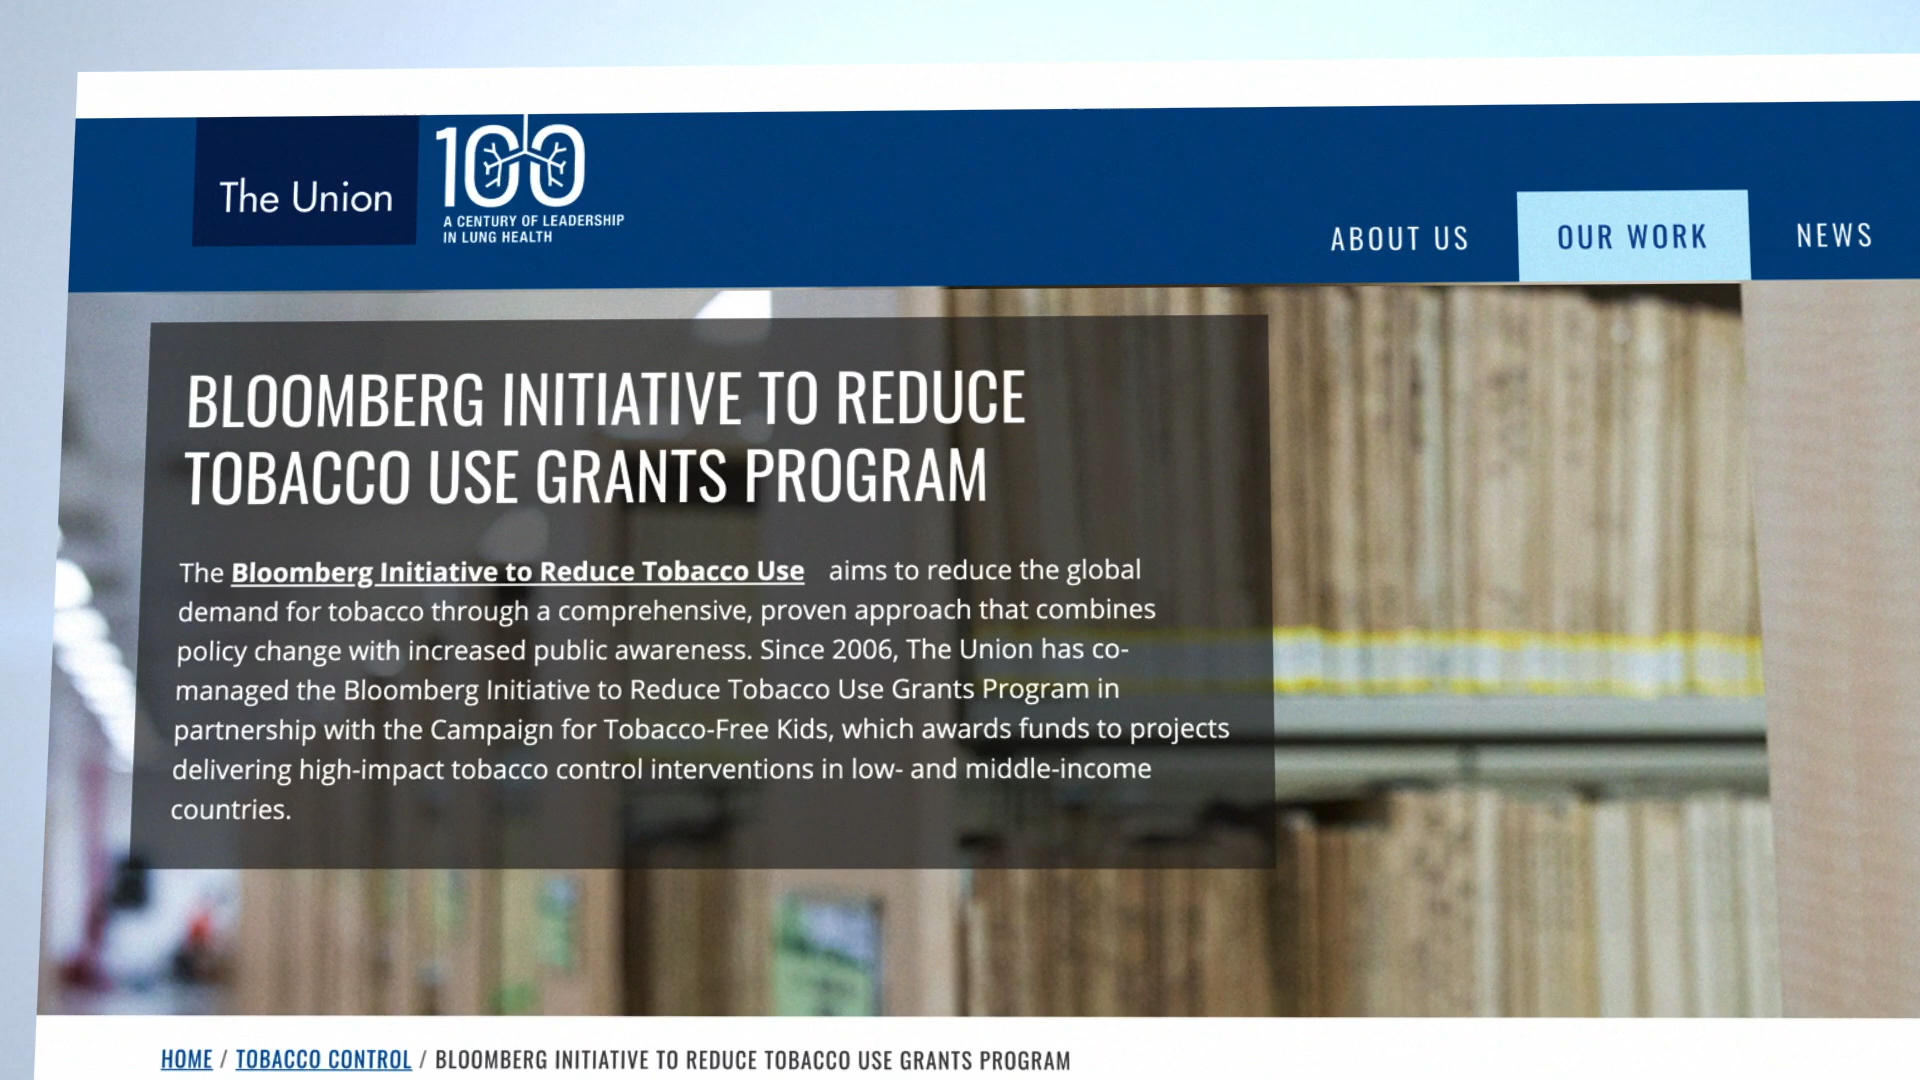 The Union
100
A CENTURY OF LEADERSHIP
IN LUNG HEALTH
ABOUT US
OUR WORK
NEWS
BLOOMBERG INITIATIVE TO REDUCE
TOBACCO USE GRANTS PROGRAM
The Bloomberg Initiative to Reduce Tobacco Use aims to reduce the global
demand for tobacco through a comprehensive, proven approach that combines
policy change with increased public awareness. Since 2006, The Union has co-
managed the Bloomberg Initiative to Reduce Tobacco Use Grants Program in
partnership with the Campaign for Tobacco-Free Kids, which awards funds to projects
delivering high-impact tobacco control interventions in low- and middle-income
countries.
HOME / TOBACCO CONTROL / BLOOMBERG INITIATIVE TO REDUCE TOBACCO USE GRANTS PROGRAM